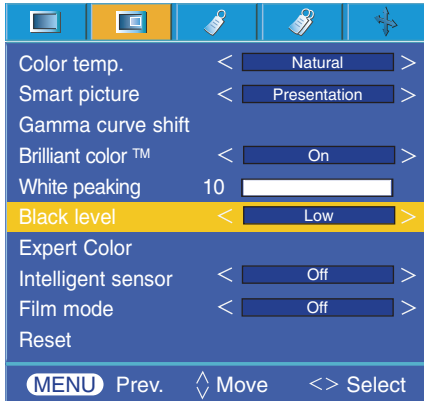 Color temp. < Natural >
Smart picture < Presentation >
Gamma curve shift
Brilliant color ™ < On >
White peaking 10
Black level < Low >
Expert Color
Intelligent sensor < Off >
Film mode < Off >
Reset
MENU Prev. Move <> Select